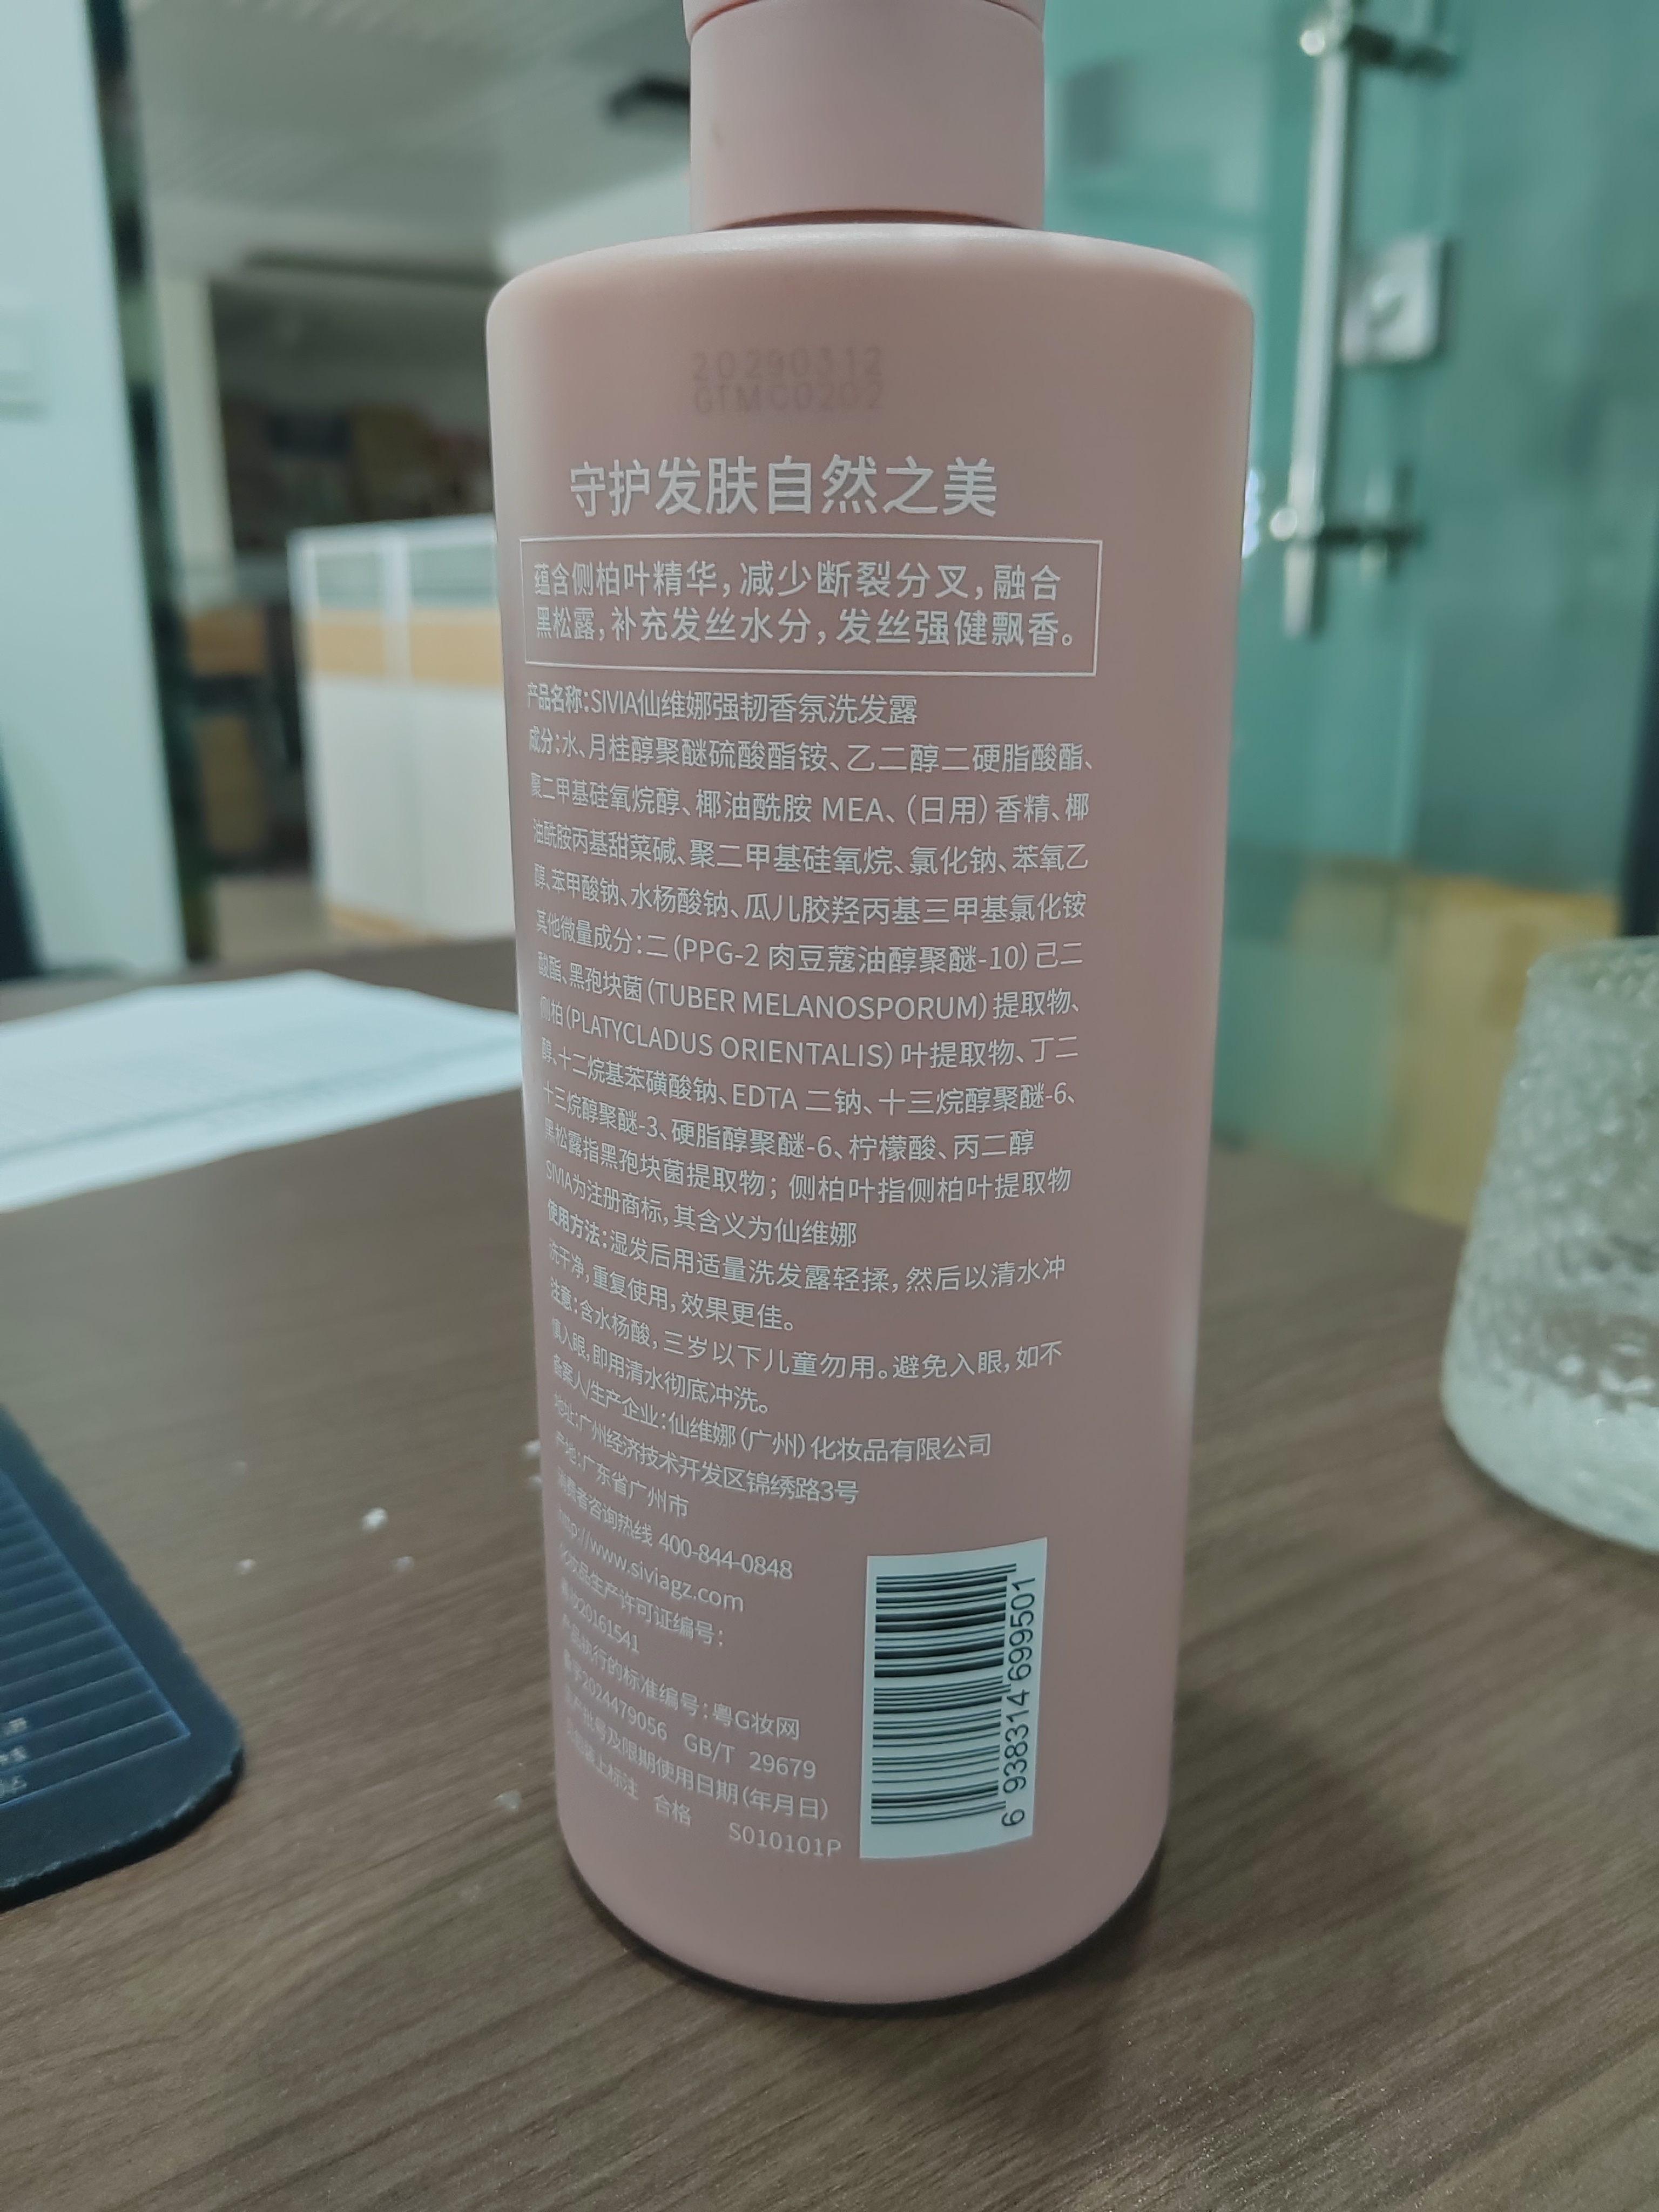 20290312
GfMC0202
守护发肤自然之美
蕴含侧柏叶精华,减少断裂分叉,融合
黑松露,补充发丝水分,发丝强健飘香。
产品名称:SIVIA仙维娜强韧香氛洗发露
成分:水、月桂醇聚醚硫酸酯铵、乙二醇二硬脂酸酯、
聚二甲基硅氧烷醇、椰油酰胺 MEA、(日用)香精、椰
油酰胺丙基甜菜碱、聚二甲基硅氧烷、氯化钠、苯氧乙
醇、苯甲酸钠、水杨酸钠、瓜儿胶羟丙基三甲基氯化铵
其他微量成分:二(PPG-2 肉豆蔻油醇聚醚-10)己二
酸酯、黑孢块菌(TUBER MELANOSPORUM)提取物、
侧柏(PLATYCLADUS ORIENTALIS)叶提取物、丁二
醇、十二烷基苯磺酸钠、EDTA 二钠、十三烷醇聚醚-6、
十三烷醇聚醚-3、硬脂醇聚醚-6、柠檬酸、丙二醇
黑松露指黑孢块菌提取物；侧柏叶指侧柏叶提取物
SIVIA为注册商标,其含义为仙维娜
使用方法:湿发后用适量洗发露轻揉,然后以清水冲
洗干净,重复使用,效果更佳。
注意:含水杨酸,三岁以下儿童勿用。避免入眼,如不
慎入眼,即用清水彻底冲洗。
备案人/生产企业:仙维娜(广州)化妆品有限公司
地址:广州经济技术开发区锦绣路3号
产地:广东省广州市
消费者咨询热线 400-844-0848
http://www.siviagz.com
化妆品生产许可证编号:
粤妆20161541
产品执行的标准编号:粤G妆网
备字2024479056 GB/T 29679
生产批号及限期使用日期(年月日)
上标注 合格
S010101P
6 938314 699501